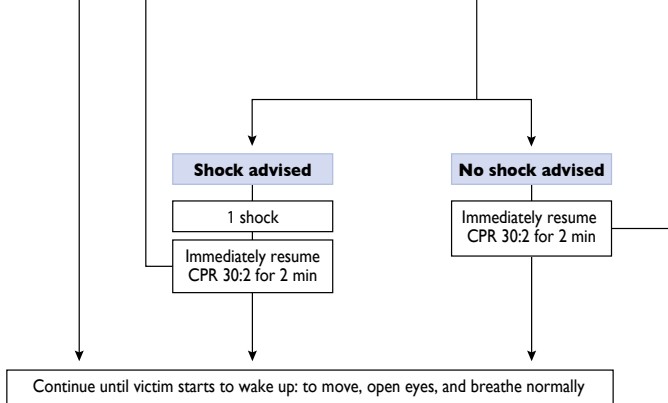 Shock advised
No shock advised
1 shock
Immediately resume
CPR 30:2 for 2 min
Immediately resume
CPR 30:2 for 2 min
Continue until victim starts to wake up: to move, open eyes, and breathe normally